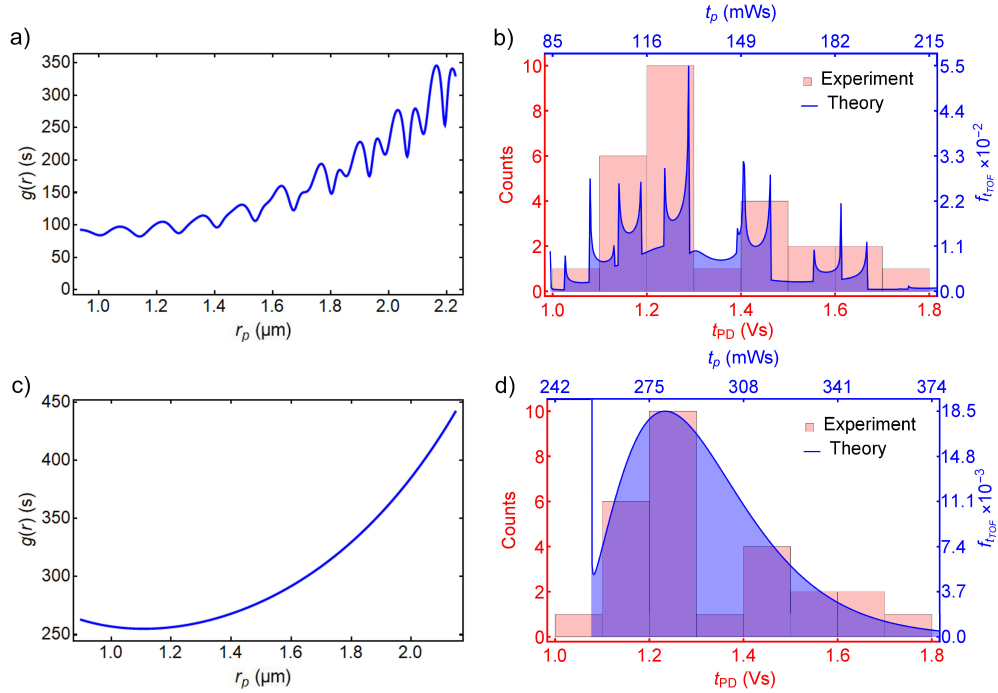 a)
g(r) (s)
350
300
250
200
150
100
50
0
1.0 1.2 1.4 1.6 1.8 2.0 2.2
r_p (μm)
b)
t_p (mWs)
85 116 149 182 215
Counts
10
8
6
4
2
0
Experiment
Theory
5.5
4.4
3.3
2.2
1.1
0.0
f_{t_{TOF}} ×10^{-2}
1.0 1.2 1.4 1.6 1.8
t_PD (Vs)
c)
g(r) (s)
450
400
350
300
250
1.0 1.2 1.4 1.6 1.8 2.0
r_p (μm)
d)
t_p (mWs)
242 275 308 341 374
Counts
10
8
6
4
2
0
Experiment
Theory
18.5
14.8
11.1
7.4
3.7
0.0
f_{t_{TOF}} ×10^{-3}
1.0 1.2 1.4 1.6 1.8
t_PD (Vs)